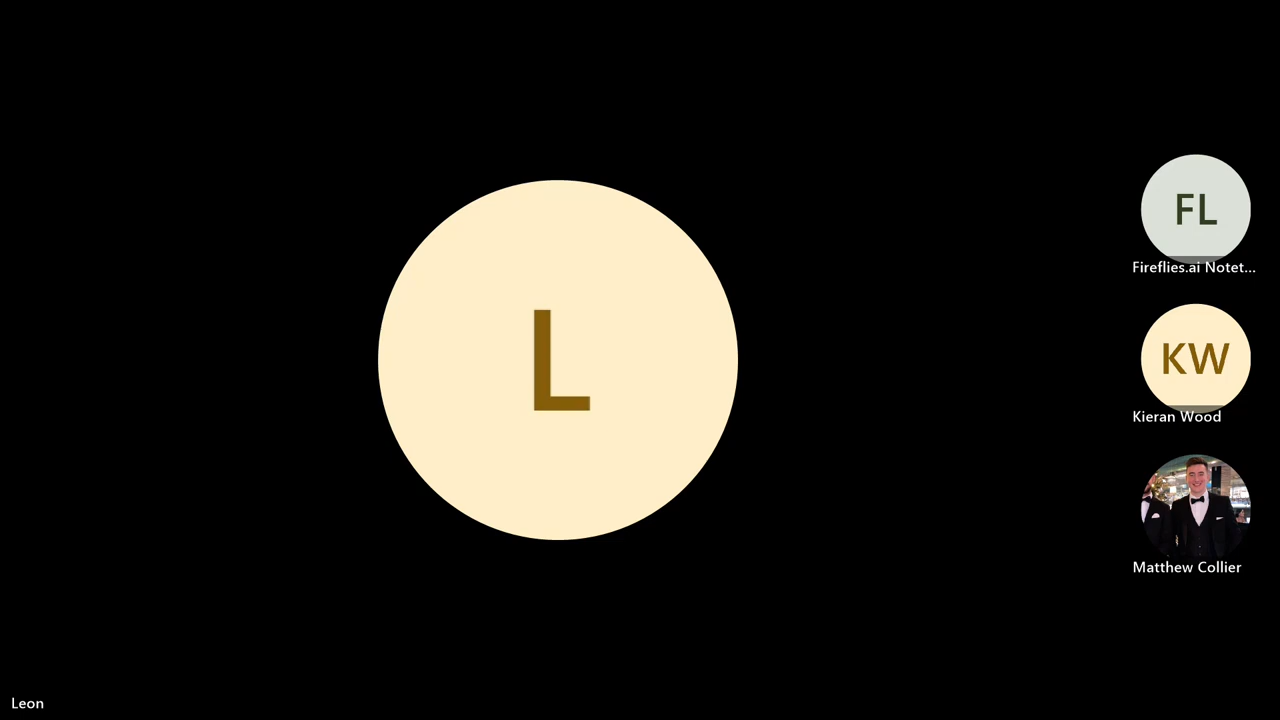 L
FL
Fireflies.ai Notet...
KW
Kieran Wood
Matthew Collier
Leon